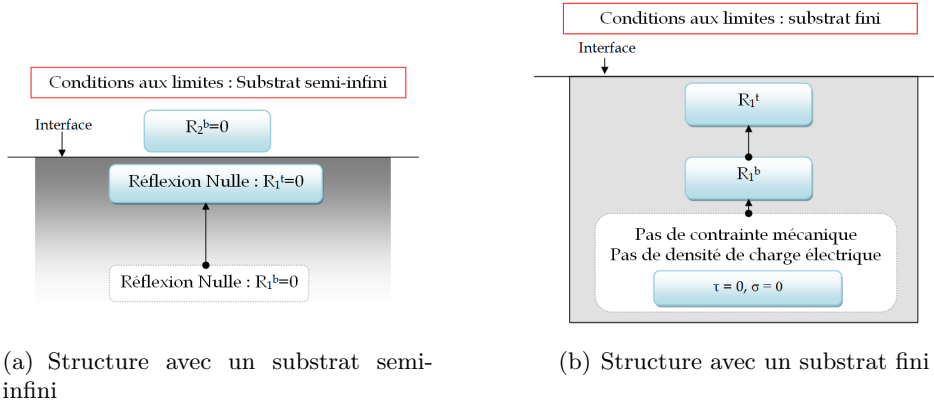 Conditions aux limites : Substrat semi-infini
Interface
R₂ᵇ=0
Réflexion Nulle : R₁ᵗ=0
Réflexion Nulle : R₁ᵇ=0
(a) Structure avec un substrat semi-
infini
Conditions aux limites : substrat fini
Interface
R₁ᵗ
R₁ᵇ
Pas de contrainte mécanique
Pas de densité de charge électrique
τ = 0, σ = 0
(b) Structure avec un substrat fini